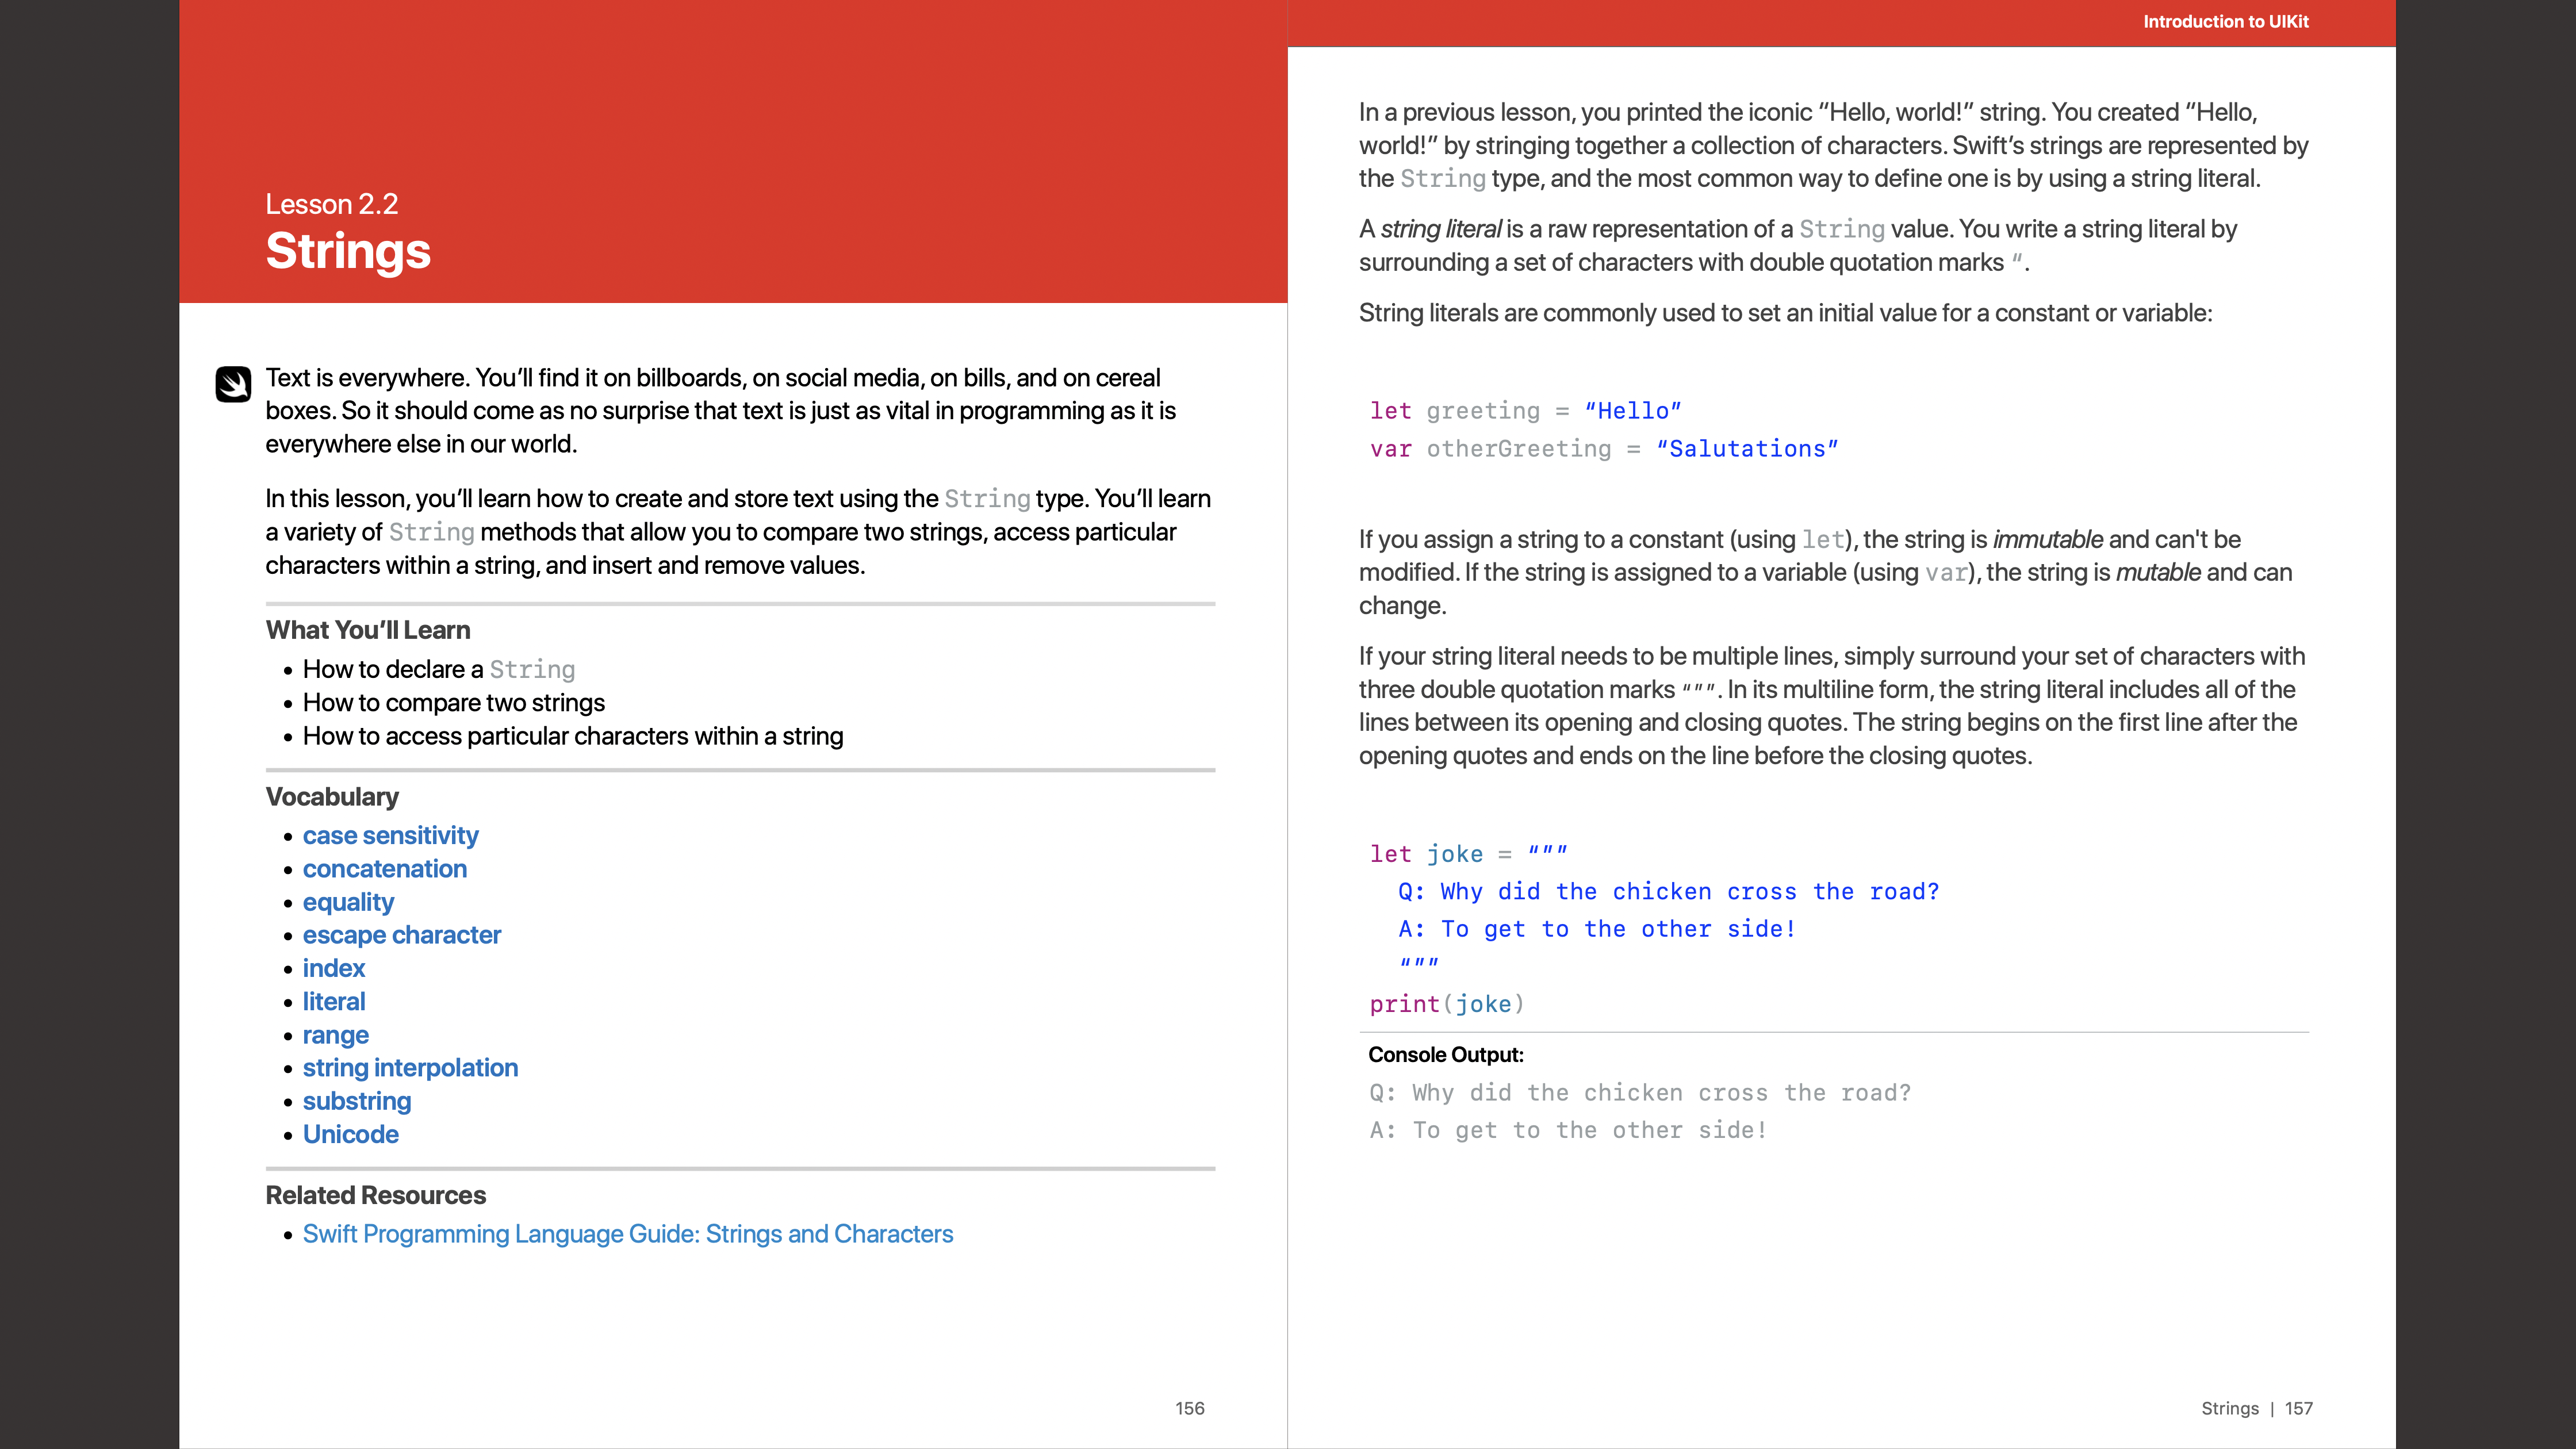 Lesson 2.2
Strings
Text is everywhere. You’ll find it on billboards, on social media, on bills, and on cereal
boxes. So it should come as no surprise that text is just as vital in programming as it is
everywhere else in our world.
In this lesson, you’ll learn how to create and store text using the String type. You’ll learn
a variety of String methods that allow you to compare two strings, access particular
characters within a string, and insert and remove values.
What You’ll Learn
• How to declare a String
• How to compare two strings
• How to access particular characters within a string
Vocabulary
• case sensitivity
• concatenation
• equality
• escape character
• index
• literal
• range
• string interpolation
• substring
• Unicode
Related Resources
• Swift Programming Language Guide: Strings and Characters
156
Introduction to UIKit
In a previous lesson, you printed the iconic “Hello, world!” string. You created “Hello,
world!” by stringing together a collection of characters. Swift’s strings are represented by
the String type, and the most common way to define one is by using a string literal.
A string literal is a raw representation of a String value. You write a string literal by
surrounding a set of characters with double quotation marks “.
String literals are commonly used to set an initial value for a constant or variable:
let greeting = “Hello”
var otherGreeting = “Salutations”
If you assign a string to a constant (using let), the string is immutable and can't be
modified. If the string is assigned to a variable (using var), the string is mutable and can
change.
If your string literal needs to be multiple lines, simply surround your set of characters with
three double quotation marks “””. In its multiline form, the string literal includes all of the
lines between its opening and closing quotes. The string begins on the first line after the
opening quotes and ends on the line before the closing quotes.
let joke = “””
Q: Why did the chicken cross the road?
A: To get to the other side!
“””
print(joke)
Console Output:
Q: Why did the chicken cross the road?
A: To get to the other side!
Strings | 157